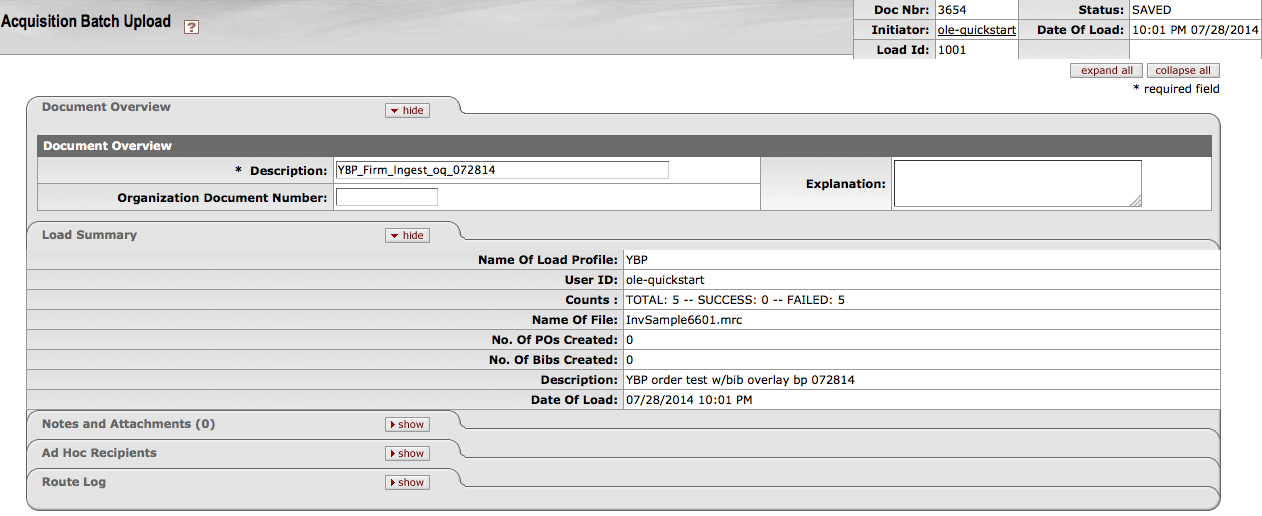 Acquisition Batch Upload ?
Doc Nbr: 3654 Status: SAVED
Initiator: ole-quickstart Date Of Load: 10:01 PM 07/28/2014
Load Id: 1001
expand all collapse all
* required field
Document Overview hide
Document Overview
* Description: YBP_Firm_Ingest_oq_072814
Explanation:
Organization Document Number:
Load Summary hide
Name Of Load Profile: YBP
User ID: ole-quickstart
Counts : TOTAL: 5 -- SUCCESS: 0 -- FAILED: 5
Name Of File: InvSample6601.mrc
No. Of POs Created: 0
No. Of Bibs Created: 0
Description: YBP order test w/bib overlay bp 072814
Date Of Load: 07/28/2014 10:01 PM
Notes and Attachments (0) show
Ad Hoc Recipients show
Route Log show